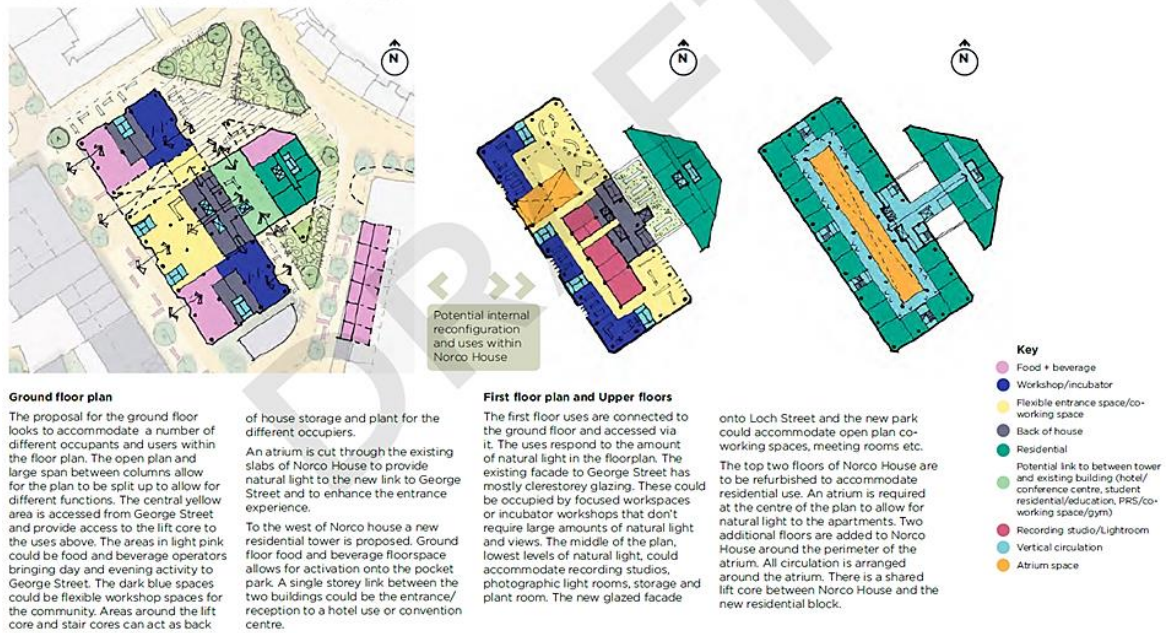 DRAFT
N
N
N
Potential internal
reconfiguration
and uses within
Norco House
Ground floor plan
The proposal for the ground floor
looks to accommodate a number of
different occupants and users within
the floor plan. The open plan and
large span between columns allow
for the plan to be split up to allow for
different functions. The central yellow
area is accessed from George Street
and provide access to the lift core to
the uses above. The areas in light pink
could be food and beverage operators
bringing day and evening activity to
George Street. The dark blue spaces
could be flexible workshop spaces for
the community. Areas around the lift
core and stair cores can act as back
of house storage and plant for the
different occupiers.
An atrium is cut through the existing
slabs of Norco House to provide
natural light to the new link to George
Street and to enhance the entrance
experience.
To the west of Norco house a new
residential tower is proposed. Ground
floor food and beverage floorspace
allows for activation onto the pocket
park. A single storey link between the
two buildings could be the entrance/
reception to a hotel use or convention
centre.
First floor plan and Upper floors
The first floor uses are connected to
the ground floor and accessed via
it. The uses respond to the amount
of natural light in the floorplan. The
existing facade to George Street has
mostly clerestorey glazing. These could
be occupied by focused workspaces
or incubator workshops that don't
require large amounts of natural light
and views. The middle of the plan,
lowest levels of natural light, could
accommodate recording studios,
photographic light rooms, storage and
plant room. The new glazed facade
onto Loch Street and the new park
could accommodate open plan co-
working spaces, meeting rooms etc.
The top two floors of Norco House are
to be refurbished to accommodate
residential use. An atrium is required
at the centre of the plan to allow for
natural light to the apartments. Two
additional floors are added to Norco
House around the perimeter of the
atrium. All circulation is arranged
around the atrium. There is a shared
lift core between Norco House and the
new residential block.
Key
Food + beverage
Workshop/incubator
Flexible entrance space/co-
working space
Back of house
Residential
Potential link to between tower
and existing building (hotel/
conference centre, student
residential/education, PRS/co-
working space/gym)
Recording studio/Lightroom
Vertical circulation
Atrium space